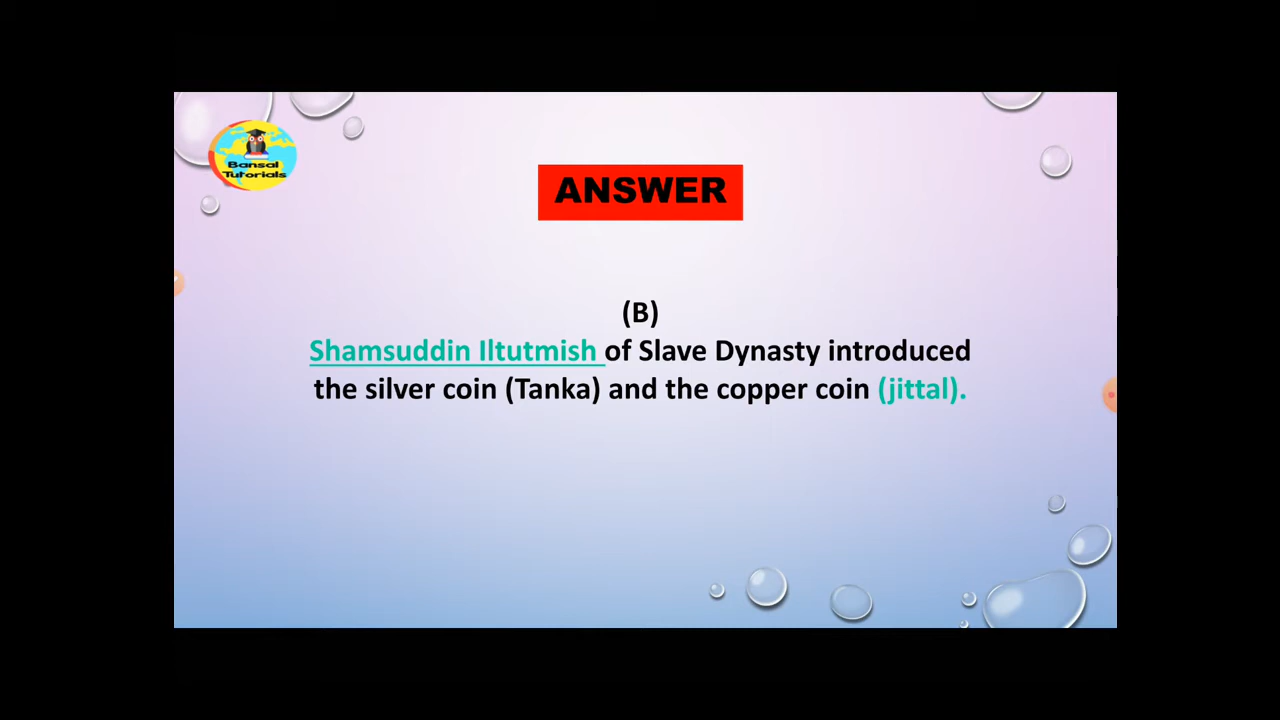 Bansal
Tutorials
ANSWER
(B)
Shamsuddin Iltutmish of Slave Dynasty introduced
the silver coin (Tanka) and the copper coin (jittal).